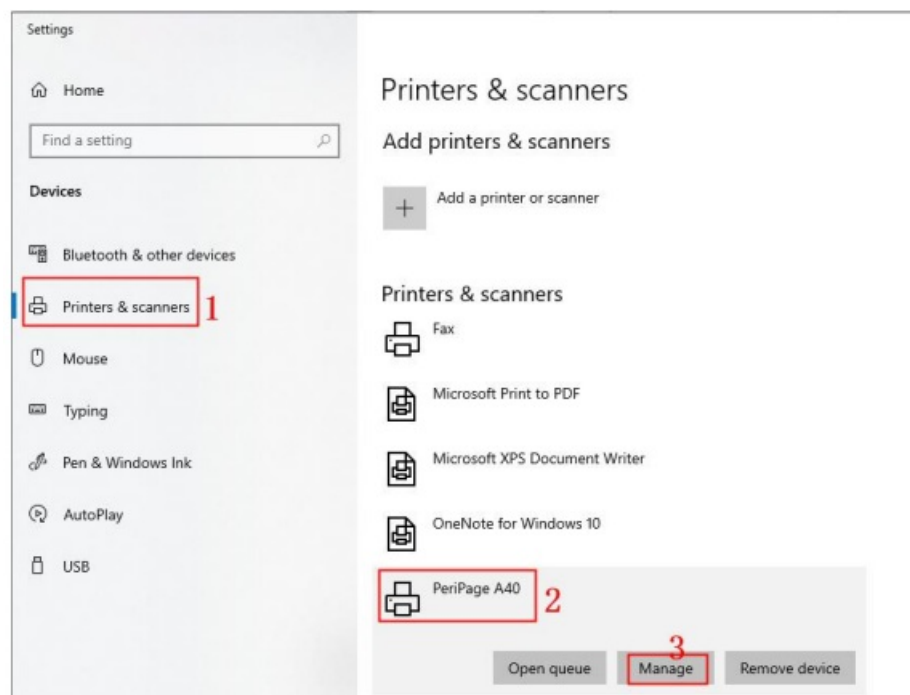 Settings
Home
Find a setting
Devices
Bluetooth & other devices
Printers & scanners 1
Mouse
Typing
Pen & Windows Ink
AutoPlay
USB
Printers & scanners
Add printers & scanners
Add a printer or scanner
Printers & scanners
Fax
Microsoft Print to PDF
Microsoft XPS Document Writer
OneNote for Windows 10
PeriPage A40 2
3
Open queue Manage Remove device